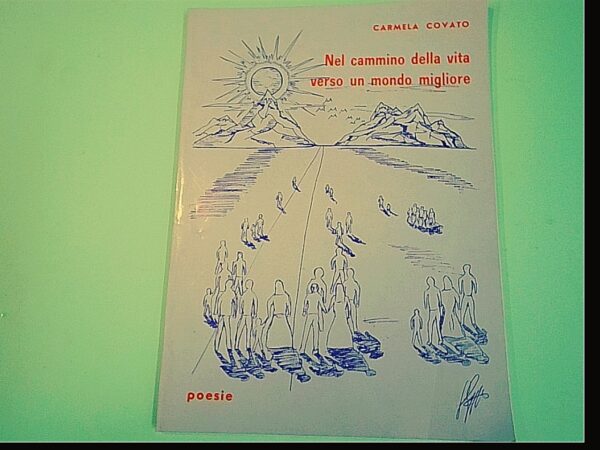 CARMELA COVATO
Nel cammino della vita
verso un mondo migliore
poesie